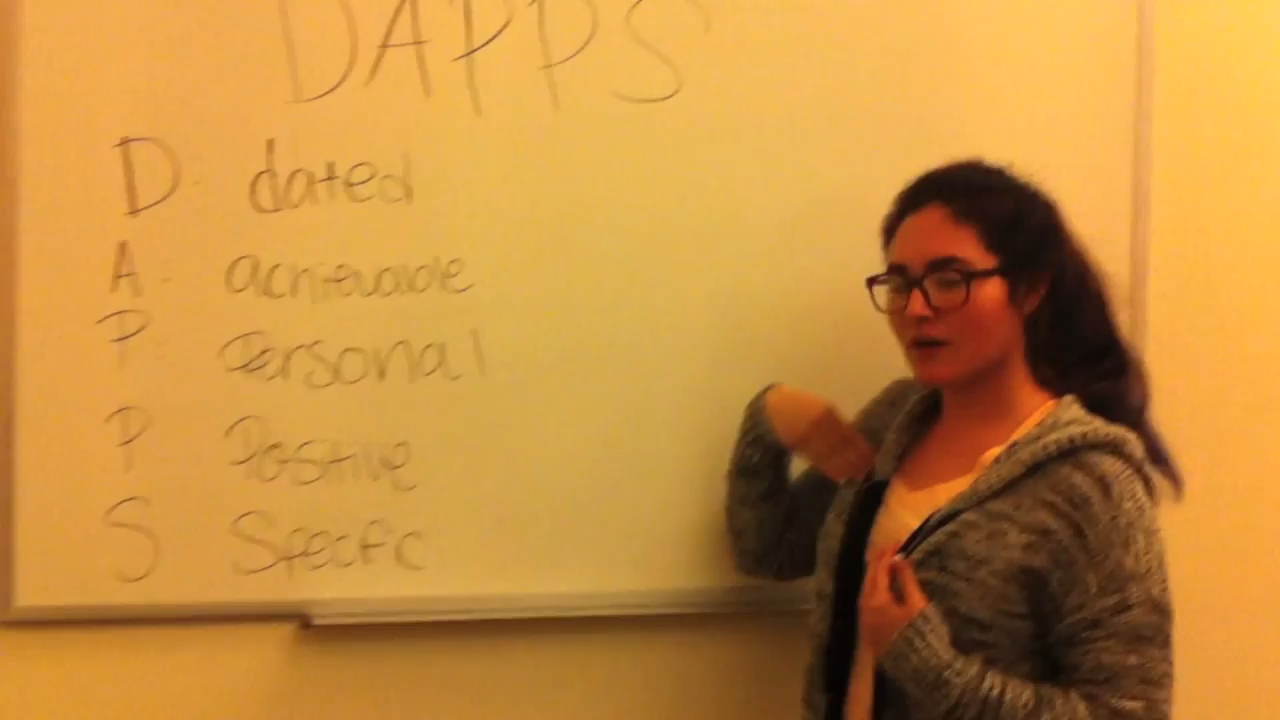 DAPPS
D: dated
A: achievable
P: Personal
P Positive
S Specific